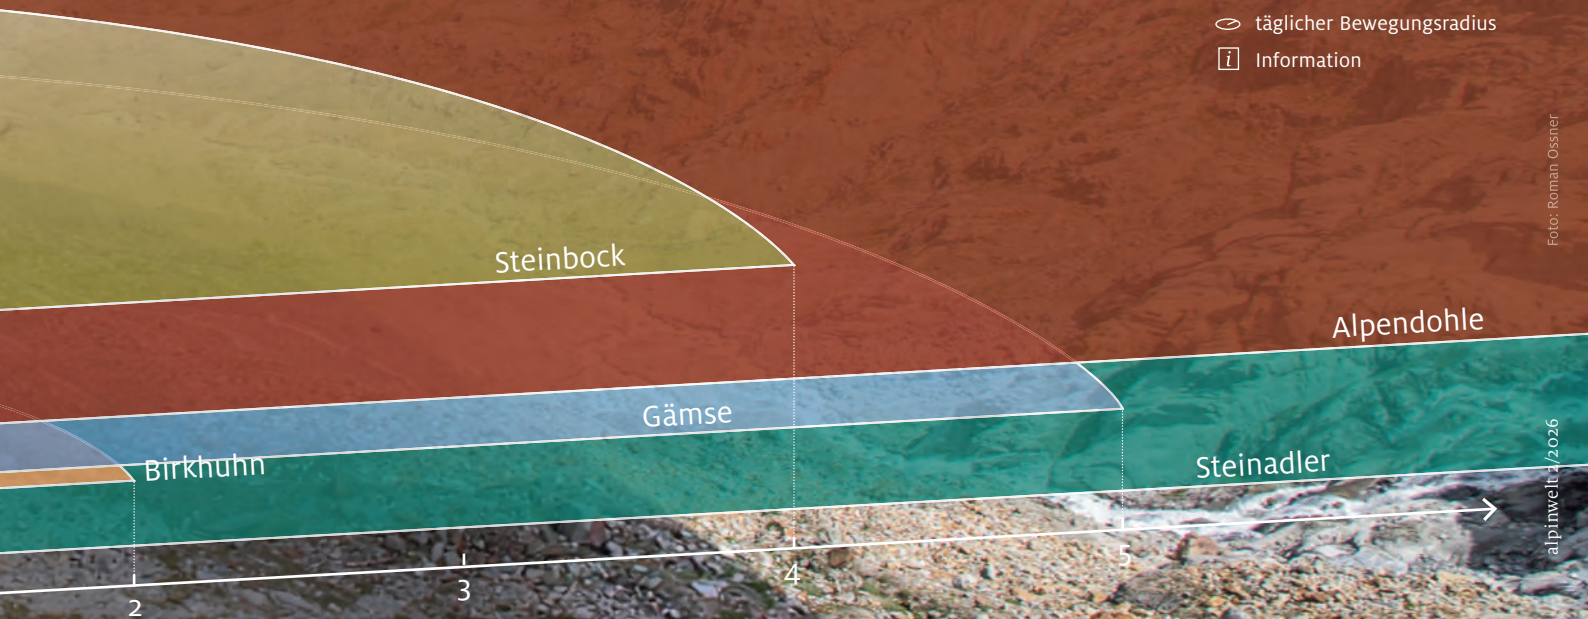 täglicher Bewegungsradius
i Information
Foto: Roman Ossner
Steinbock
Alpendohle
Gämse
Birkhuhn
Steinadler
alpinwelt 2/2026
2
3
4
5